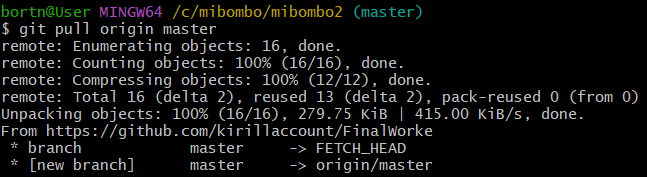 bortn@User MINGW64 /c/mibombo/mibombo2 (master)
$ git pull origin master
remote: Enumerating objects: 16, done.
remote: Counting objects: 100% (16/16), done.
remote: Compressing objects: 100% (12/12), done.
remote: Total 16 (delta 2), reused 13 (delta 2), pack-reused 0 (from 0)
Unpacking objects: 100% (16/16), 279.75 KiB | 415.00 KiB/s, done.
From https://github.com/kirillaccount/FinalWorke
 * branch            master     -> FETCH_HEAD
 * [new branch]      master     -> origin/master